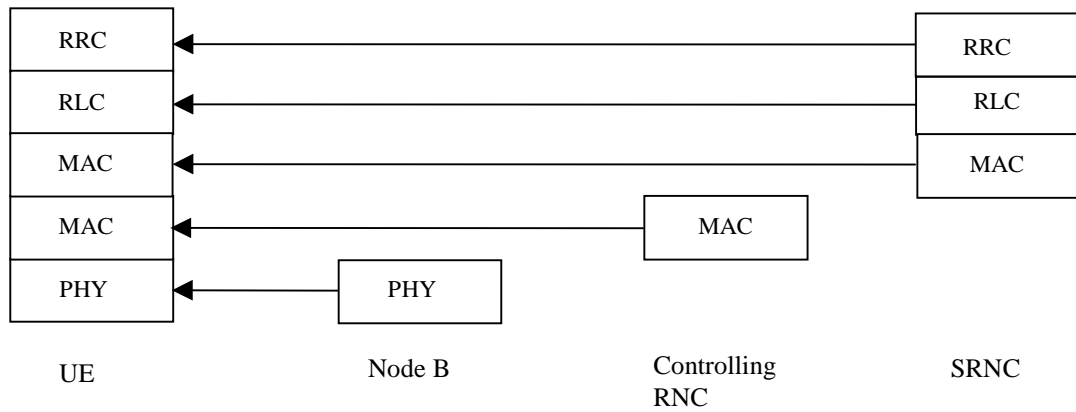 RRC
RRC
RLC
RLC
MAC
MAC
MAC
MAC
PHY
PHY
UE
Node B
Controlling
RNC
SRNC